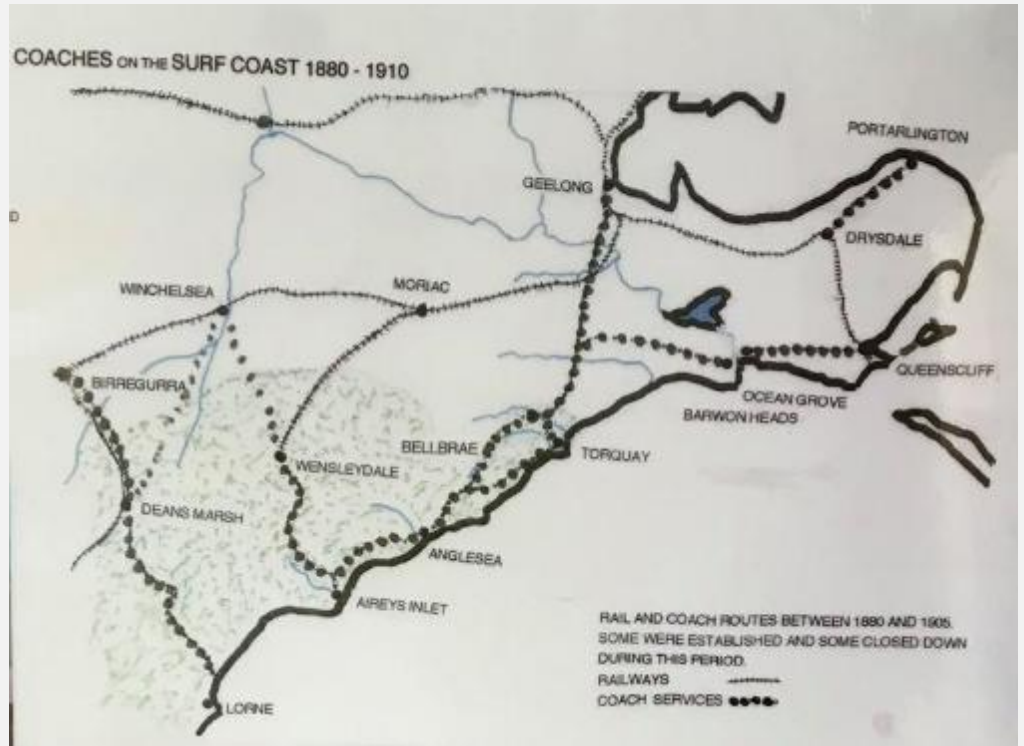 COACHES ON THE SURF COAST 1880 - 1910
PORTARLINGTON
GEELONG
DRYSDALE
D
WINCHELSEA
MORIAC
BIRREGURRA
QUEENSCLIFF
OCEAN GROVE
BARWON HEADS
BELLBRAE
TORQUAY
WENSLEYDALE
DEANS MARSH
ANGLESEA
AIREYS INLET
LORNE
RAIL AND COACH ROUTES BETWEEN 1880 AND 1905.
SOME WERE ESTABLISHED AND SOME CLOSED DOWN
DURING THIS PERIOD.
RAILWAYS
COACH SERVICES